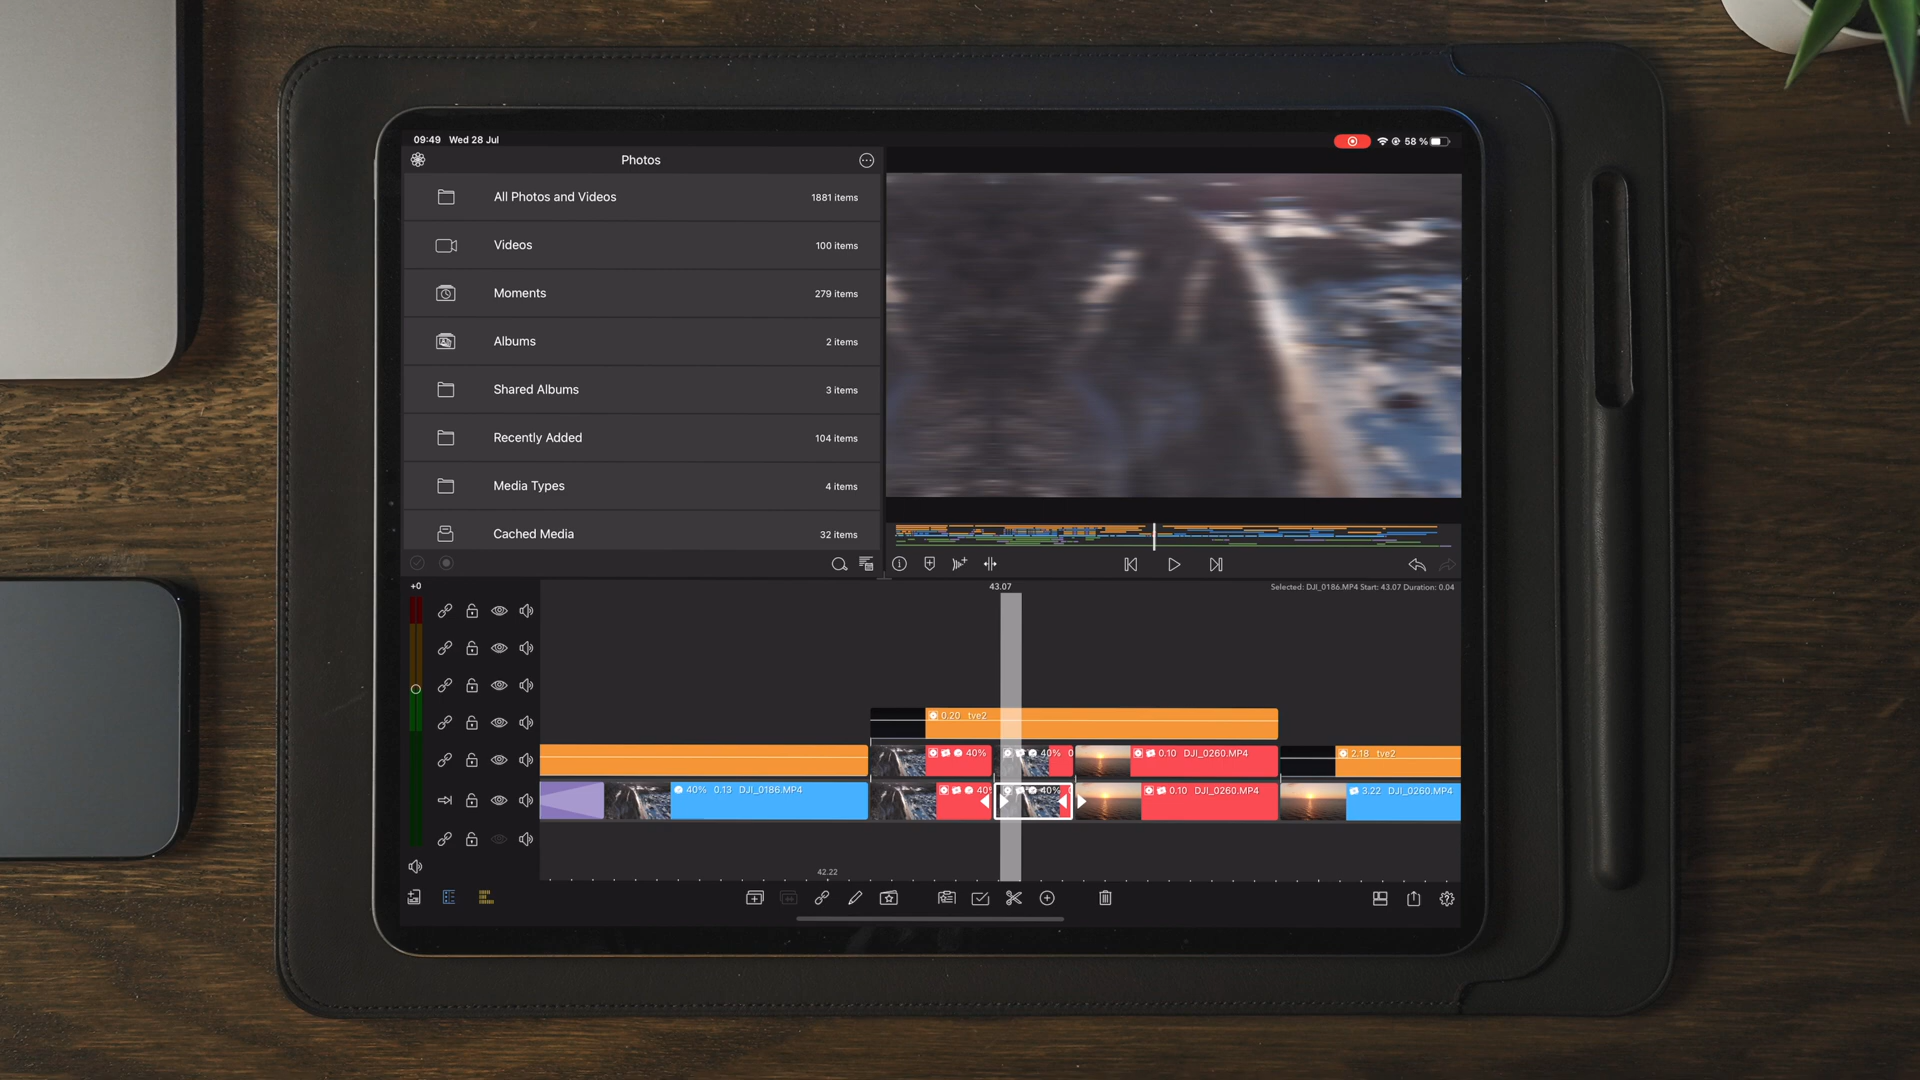 09:49 Wed 28 Jul
58 %
Photos
All Photos and Videos 1881 items
Videos 100 items
Moments 279 items
Albums 2 items
Shared Albums 3 items
Recently Added 104 items
Media Types 4 items
Cached Media 32 items
+0
43.07
Selected: DJI_0186.MP4 Start: 43.07 Duration: 0.04
0.20 tve2
40%
40% 0
0.10 DJI_0260.MP4
2.18 tve2
40% 0.13 DJI_0186.MP4
40%
40%
0.10 DJI_0260.MP4
3.22 DJI_0260.MP4
42.22